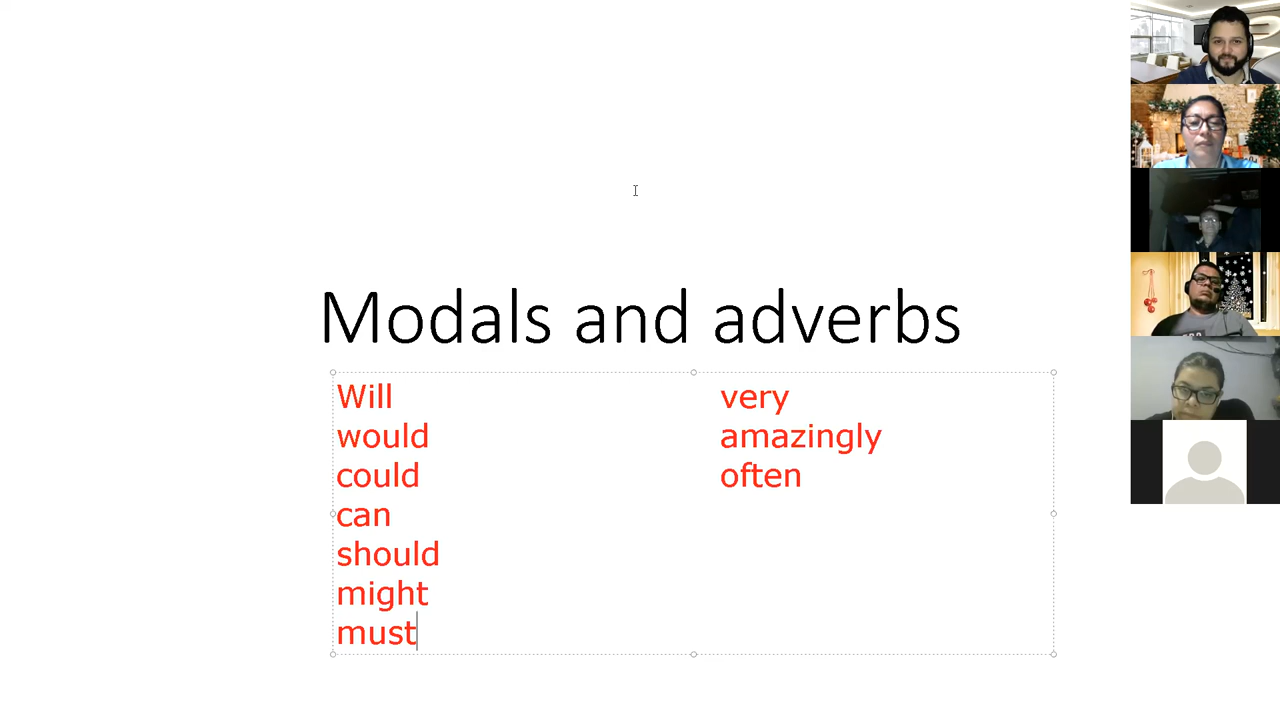 Modals and adverbs
Will
would
could
can
should
might
must
very
amazingly
often